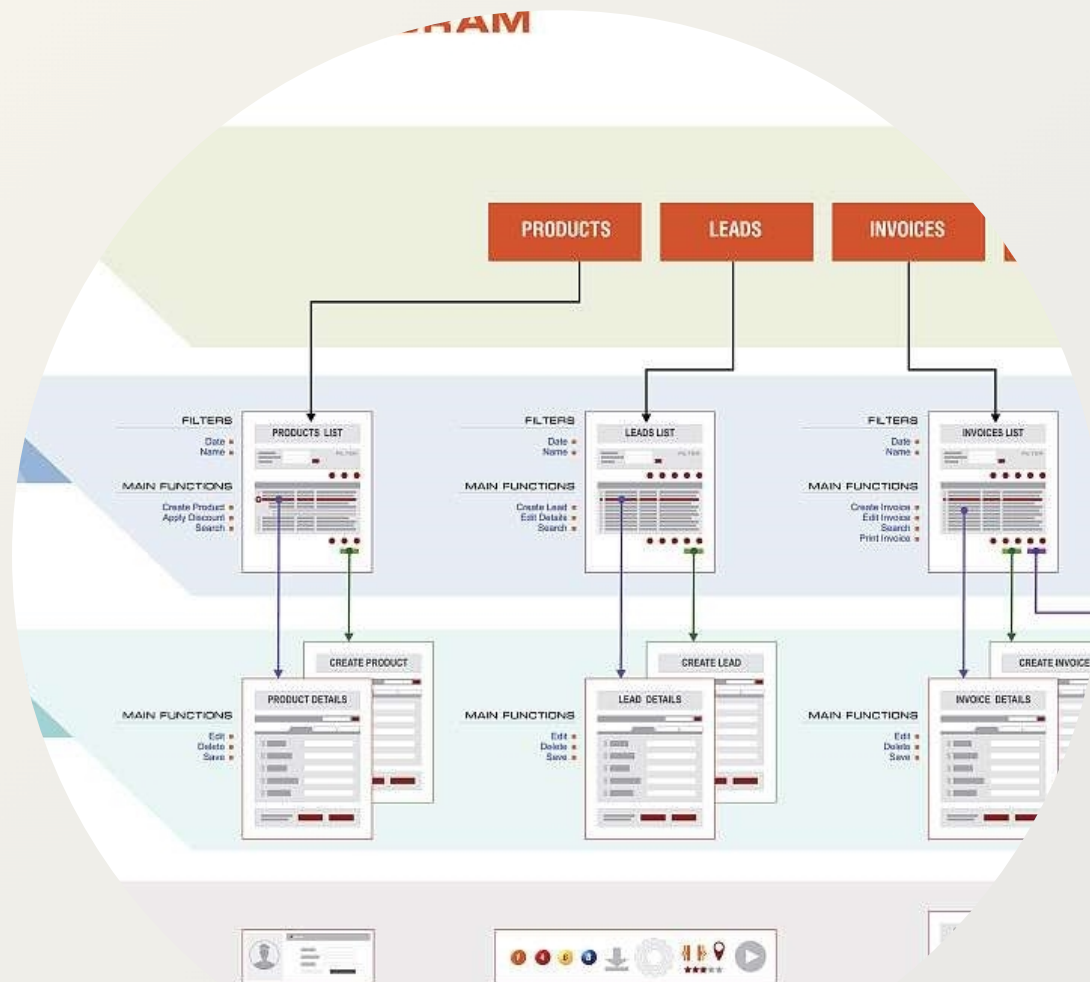 PRODUCTS
LEADS
INVOICES
FILTERS
Date
Name
MAIN FUNCTIONS
Create Product
Apply Discount
Search
PRODUCTS LIST
FILTER
FILTERS
Date
Name
MAIN FUNCTIONS
Create Lead
Edit Details
Search
LEADS LIST
FILTER
FILTERS
Date
Name
MAIN FUNCTIONS
Create Invoice
Edit Invoice
Search
Print Invoice
INVOICES LIST
FILTER
CREATE PRODUCT
MAIN FUNCTIONS
Edit
Delete
Save
PRODUCT DETAILS
CREATE LEAD
MAIN FUNCTIONS
Edit
Delete
Save
LEAD DETAILS
CREATE INVOICE
MAIN FUNCTIONS
Edit
Delete
Save
INVOICE DETAILS